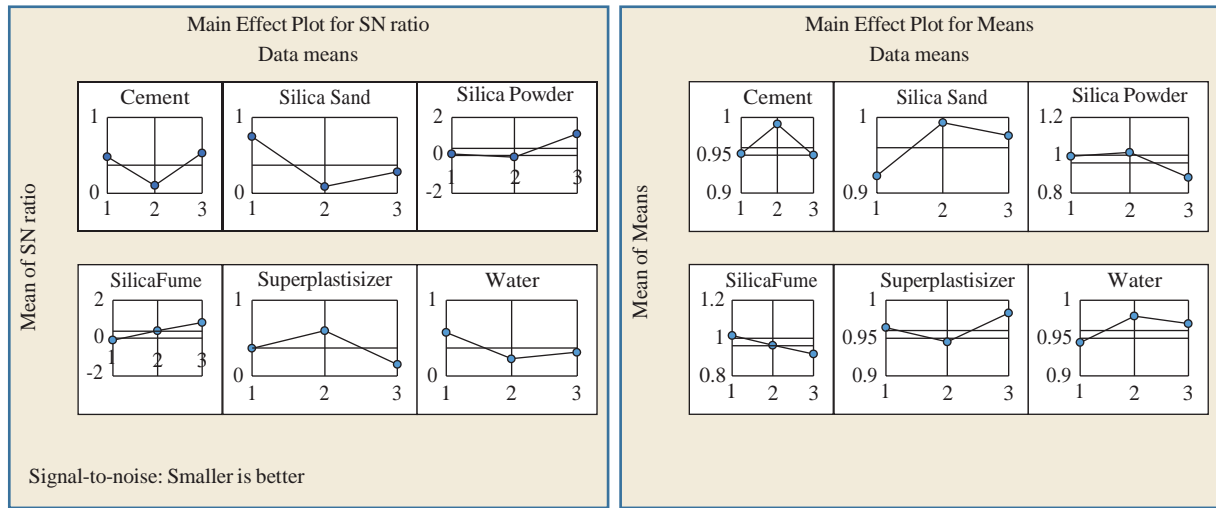 Main Effect Plot for SN ratio
Data means
Mean of SN ratio
Cement
1
0
1 2 3
Silica Sand
1
0
1 2 3
Silica Powder
2
0
-2
1 2 3
SilicaFume
2
0
-2
1 2 3
Superplastisizer
1
0
1 2 3
Water
1
0
1 2 3
Signal-to-noise: Smaller is better
Main Effect Plot for Means
Data means
Mean of Means
Cement
1
0.95
0.9
1 2 3
Silica Sand
1
0.9
1 2 3
Silica Powder
1.2
1
0.8
1 2 3
SilicaFume
1.2
1
0.8
1 2 3
Superplastisizer
1
0.95
0.9
1 2 3
Water
1
0.95
0.9
1 2 3